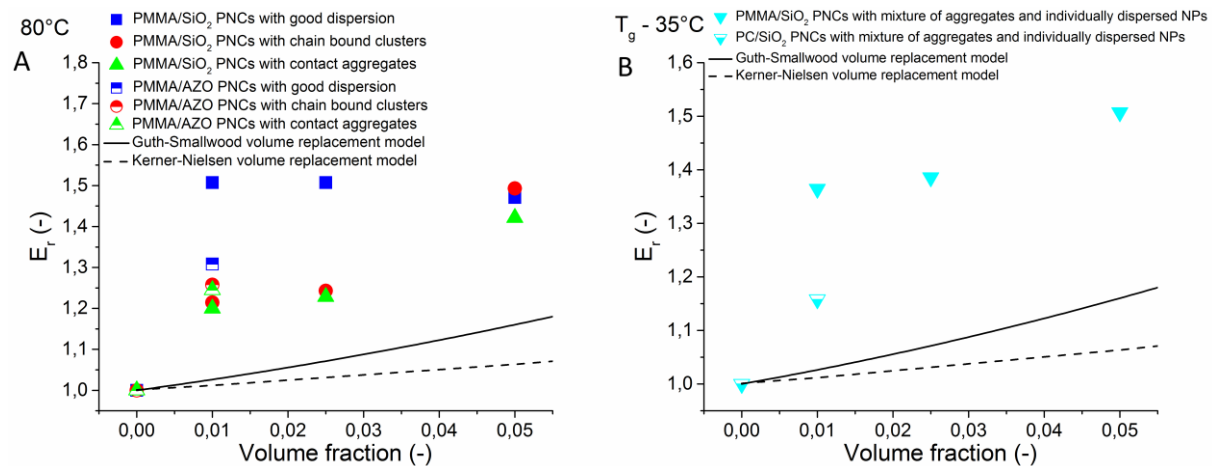 80°C
A
PMMA/SiO₂ PNCs with good dispersion
PMMA/SiO₂ PNCs with chain bound clusters
PMMA/SiO₂ PNCs with contact aggregates
PMMA/AZO PNCs with good dispersion
PMMA/AZO PNCs with chain bound clusters
PMMA/AZO PNCs with contact aggregates
Guth-Smallwood volume replacement model
Kerner-Nielsen volume replacement model
1,8
1,7
1,6
1,5
1,4
1,3
1,2
1,1
1,0
Eᵣ (-)
0,00 0,01 0,02 0,03 0,04 0,05
Volume fraction (-)
T_g - 35°C
B
PMMA/SiO₂ PNCs with mixture of aggregates and individually dispersed NPs
PC/SiO₂ PNCs with mixture of aggregates and individually dispersed NPs
Guth-Smallwood volume replacement model
Kerner-Nielsen volume replacement model
1,6
1,5
1,4
1,3
1,2
1,1
1,0
Eᵣ (-)
0,00 0,01 0,02 0,03 0,04 0,05
Volume fraction (-)